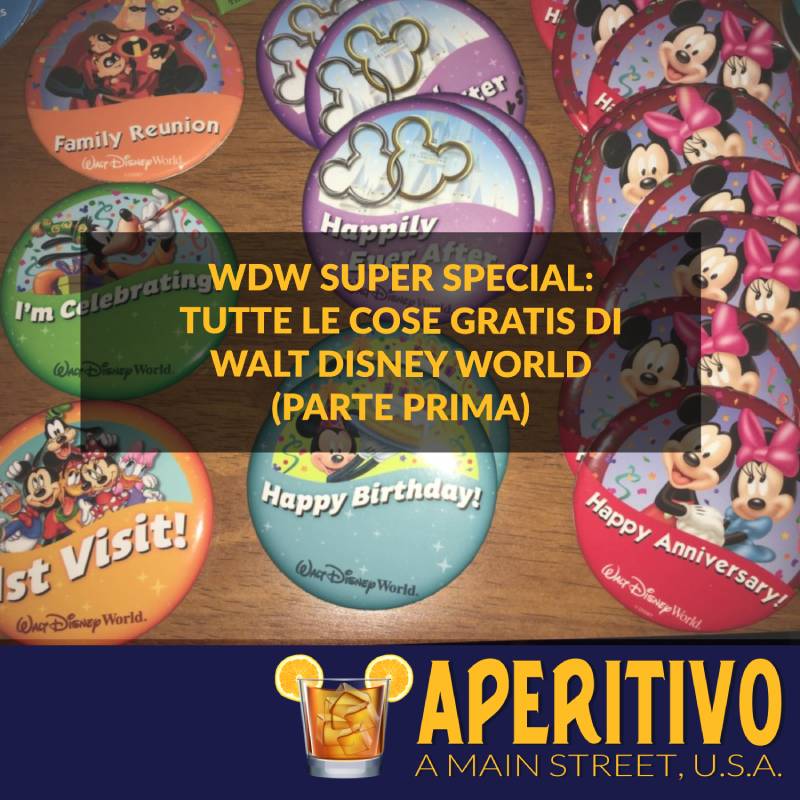 Family Reunion
Walt Disney World
Happily
Ever After
I'm Celebrating
Walt Disney World.
WDW SUPER SPECIAL:
TUTTE LE COSE GRATIS DI
WALT DISNEY WORLD
(PARTE PRIMA)
1st Visit!
Walt Disney World.
Happy Birthday!
Walt Disney World.
Happy Anniversary!
Walt Disney World.
APERITIVO
A MAIN STREET, U.S.A.